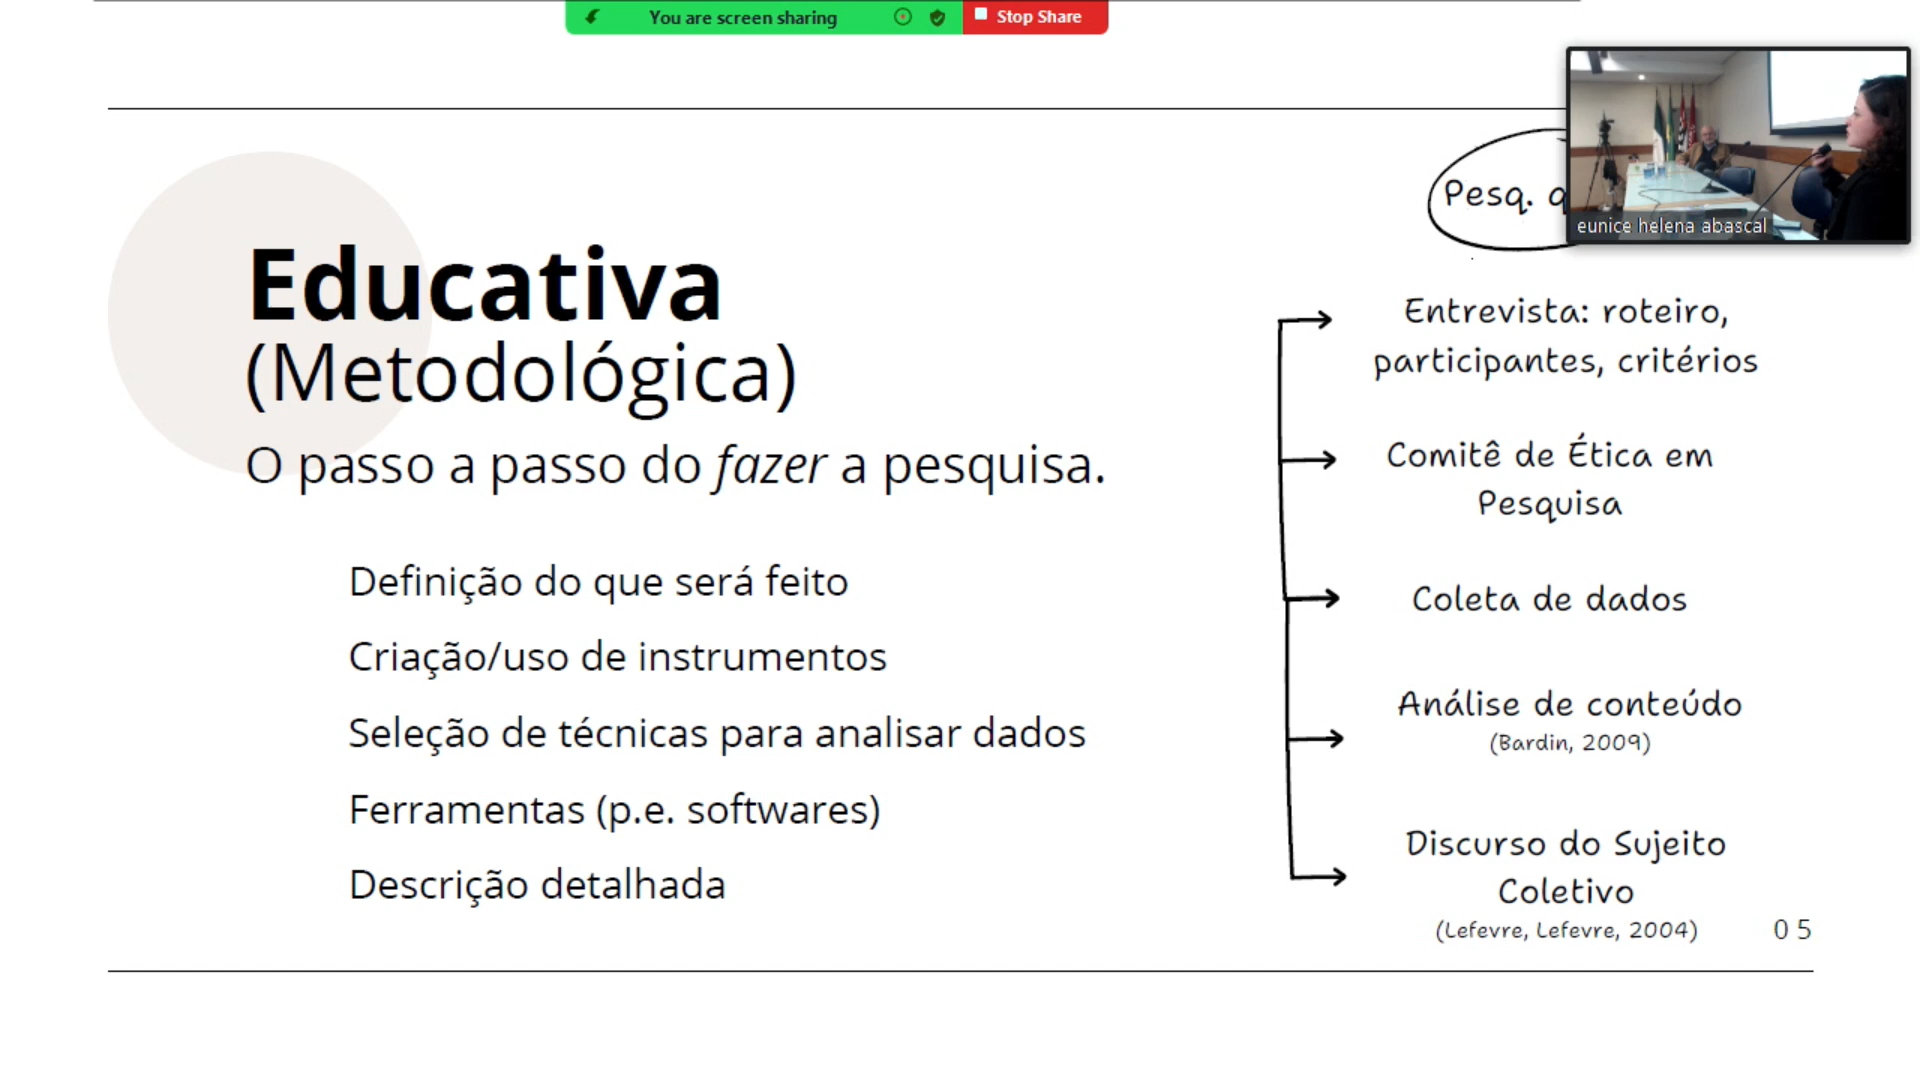 You are screen sharing
Stop Share
eunice helena abascal
Educativa
(Metodológica)
O passo a passo do fazer a pesquisa.
Definição do que será feito
Criação/uso de instrumentos
Seleção de técnicas para analisar dados
Ferramentas (p.e. softwares)
Descrição detalhada
Pesq.
Entrevista: roteiro,
participantes, critérios
Comitê de Ética em
Pesquisa
Coleta de dados
Análise de conteúdo
(Bardin, 2009)
Discurso do Sujeito
Coletivo
(Lefevre, Lefevre, 2004)
05